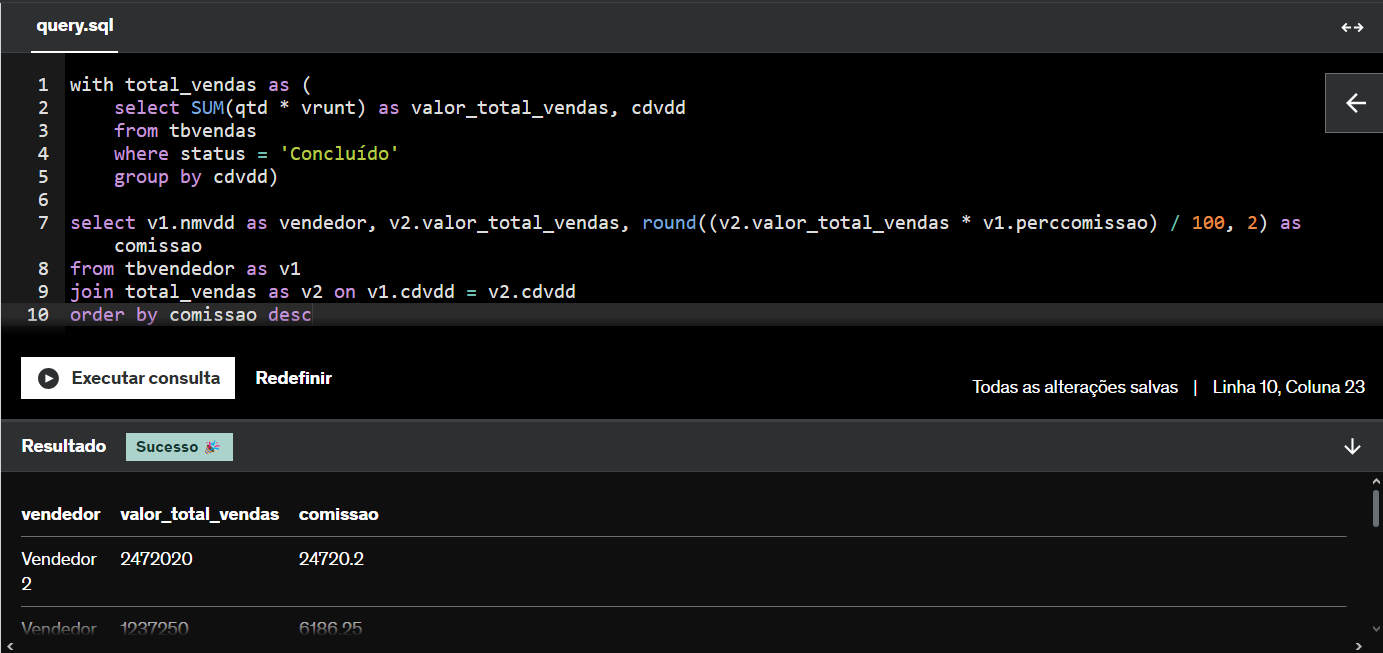 query.sql
1 with total_vendas as (
2 select SUM(qtd * vrunt) as valor_total_vendas, cdvdd
3 from tbvendas
4 where status = 'Concluído'
5 group by cdvdd)
6
7 select v1.nmvdd as vendedor, v2.valor_total_vendas, round((v2.valor_total_vendas * v1.perccomissao) / 100, 2) as
comissao
8 from tbvendedor as v1
9 join total_vendas as v2 on v1.cdvdd = v2.cdvdd
10 order by comissao desc
Executar consulta Redefinir
Todas as alterações salvas | Linha 10, Coluna 23
Resultado Sucesso 🎉
vendedor valor_total_vendas comissao
Vendedor 2472020 24720.2
2
Vendedor 1237250 6186.25